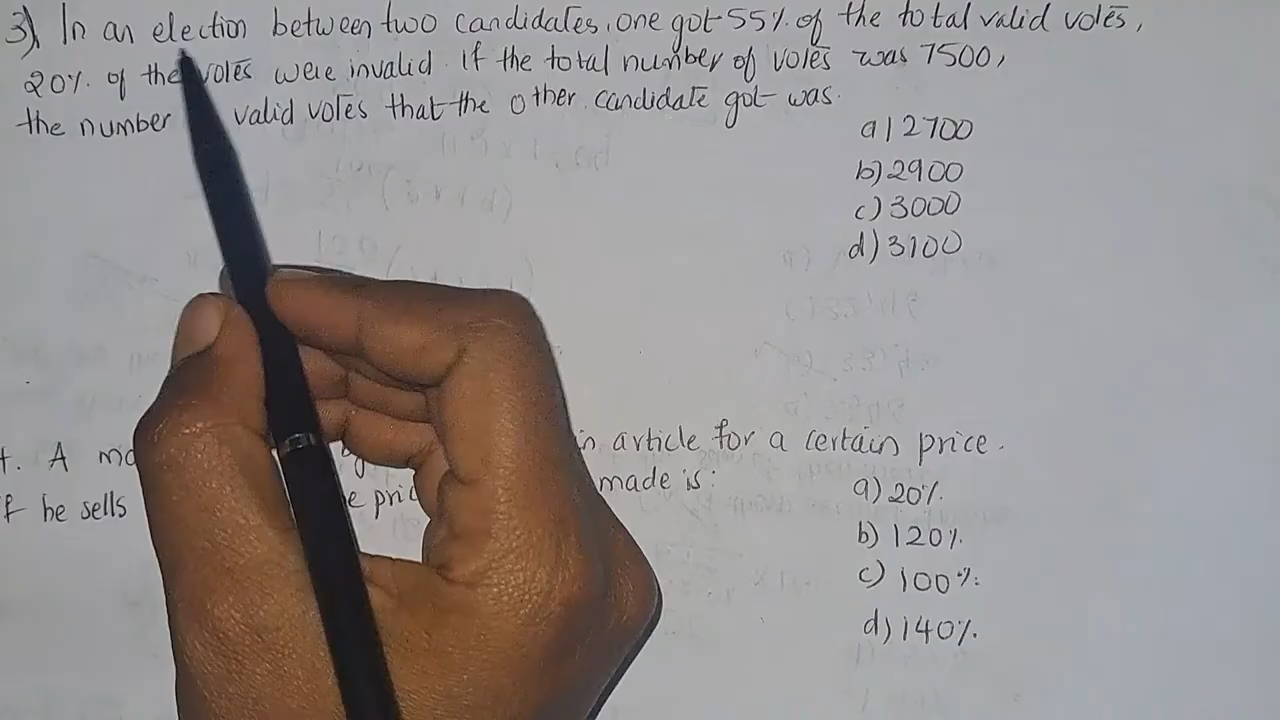 3) In an election between two candidates, one got 55% of the total valid votes,
20% of the votes were invalid. If the total number of votes was 7500,
the number valid votes that the other candidate got was.
a) 2700
b) 2900
c) 3000
d) 3100
4. A article for a certain price.
If he sells made is:
a) 20%.
b) 120%.
c) 100%.
d) 140%.